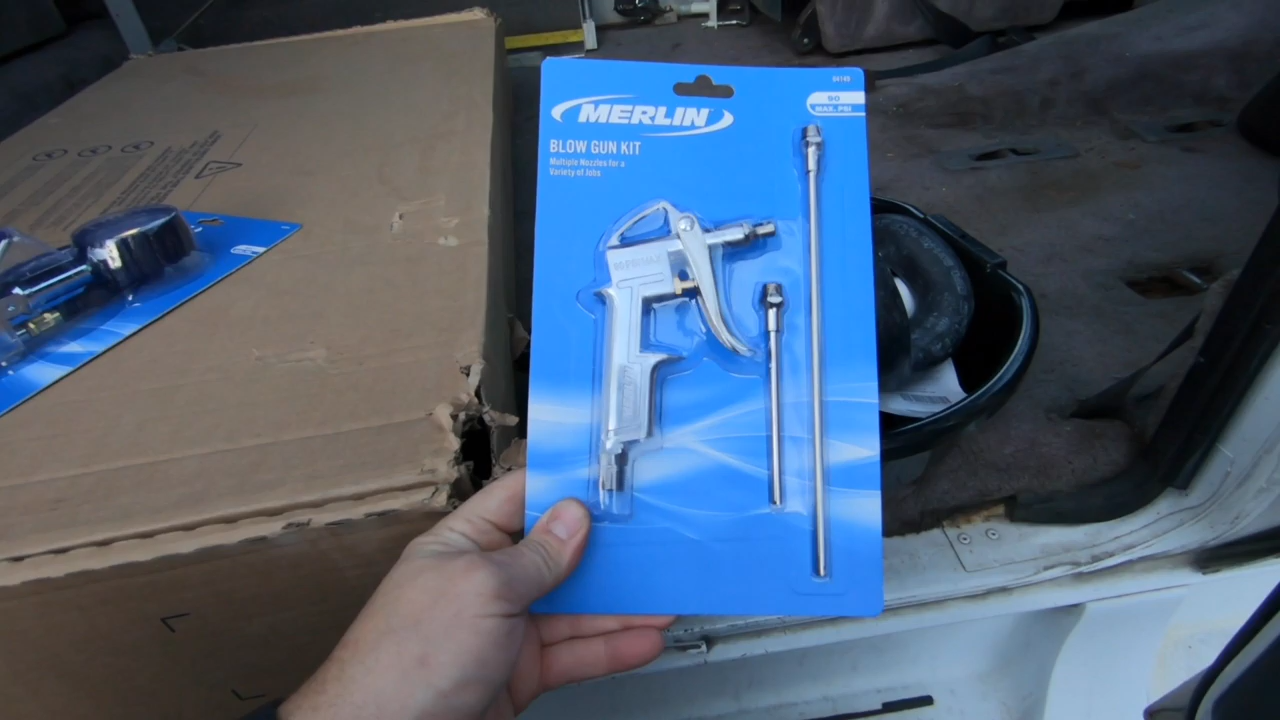 64149
90
MAX. PSI
MERLIN
BLOW GUN KIT
Multiple Nozzles for a
Variety of Jobs